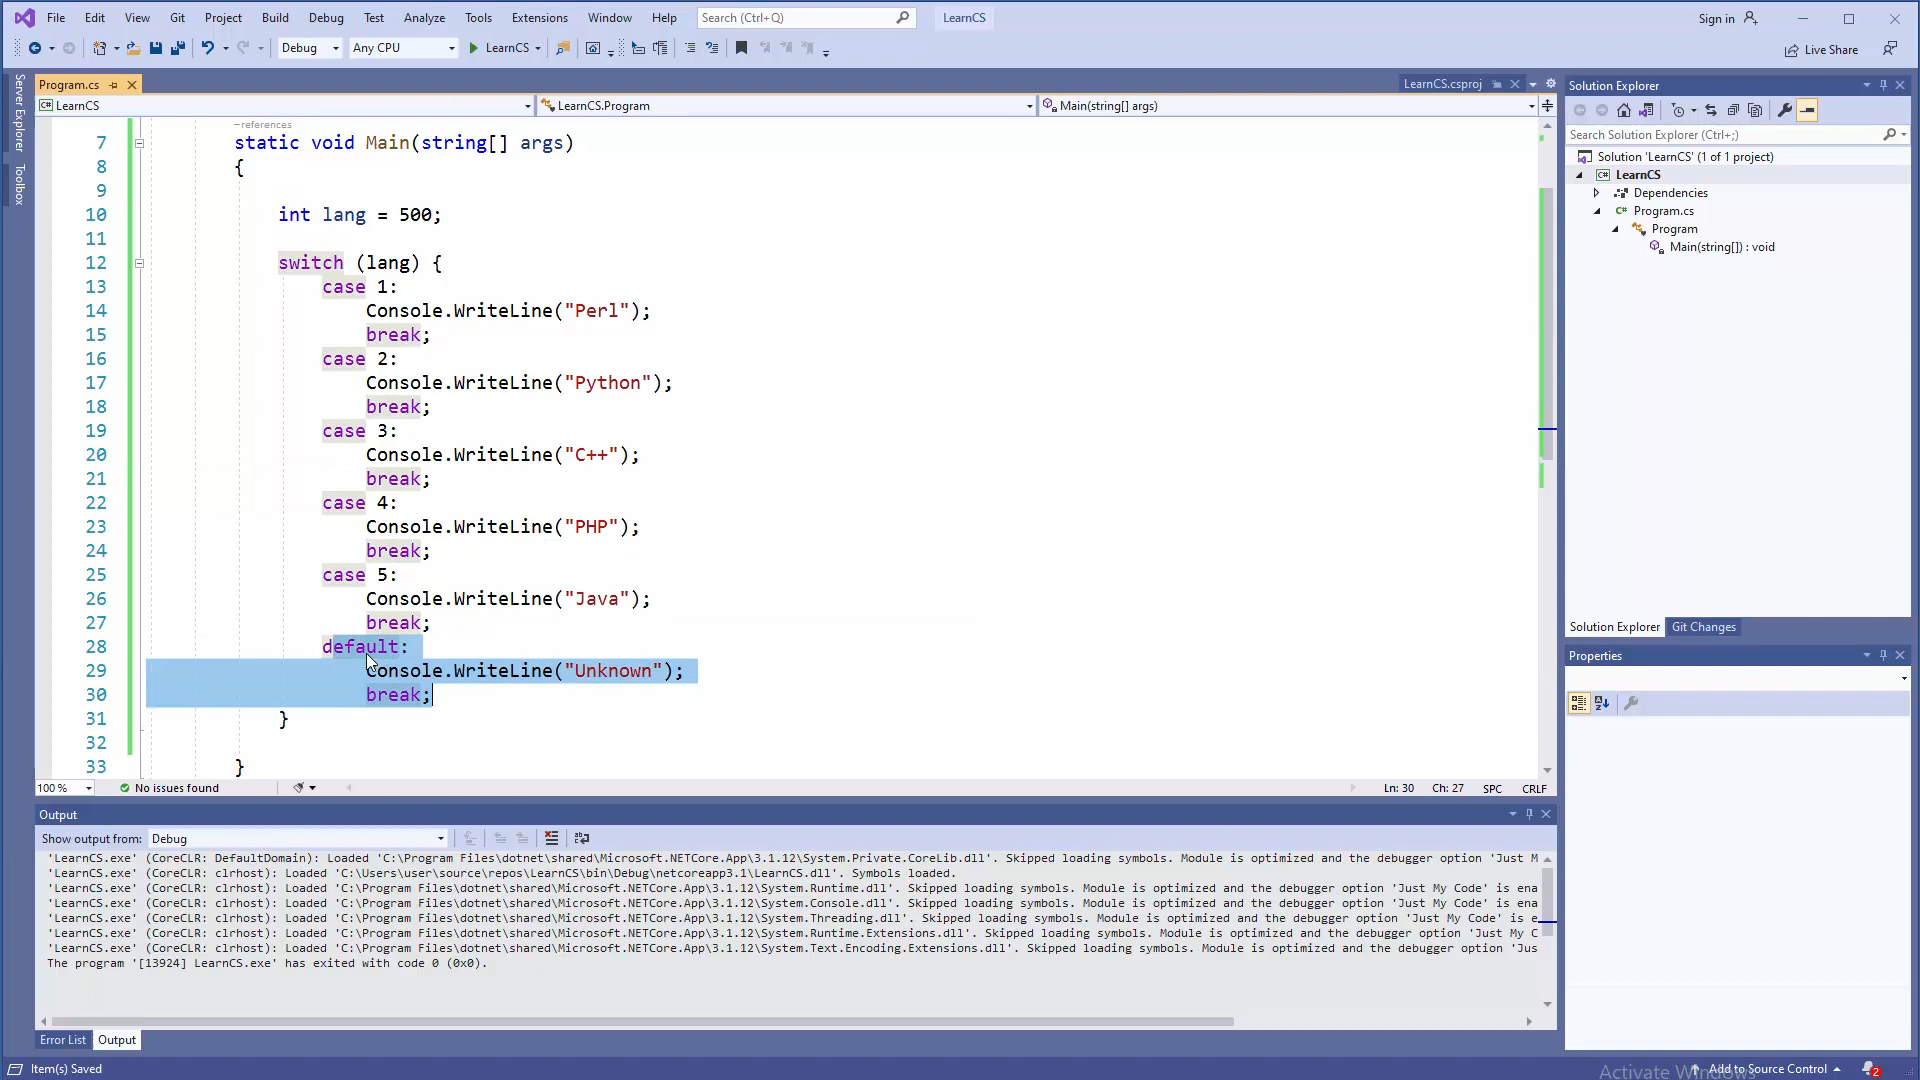 File Edit View Git Project Build Debug Test Analyze Tools Extensions Window Help Search (Ctrl+Q) LearnCS Sign in
Debug Any CPU LearnCS Live Share
Server Explorer
Toolbox
Program.cs LearnCS.csproj
LearnCS LearnCS.Program Main(string[] args)
references
7 static void Main(string[] args)
8 {
9
10 int lang = 500;
11
12 switch (lang) {
13 case 1:
14 Console.WriteLine("Perl");
15 break;
16 case 2:
17 Console.WriteLine("Python");
18 break;
19 case 3:
20 Console.WriteLine("C++");
21 break;
22 case 4:
23 Console.WriteLine("PHP");
24 break;
25 case 5:
26 Console.WriteLine("Java");
27 break;
28 default:
29 Console.WriteLine("Unknown");
30 break;
31 }
32
33 }
100 % No issues found Ln: 30 Ch: 27 SPC CRLF
Output
Show output from: Debug
'LearnCS.exe' (CoreCLR: DefaultDomain): Loaded 'C:\Program Files\dotnet\shared\Microsoft.NETCore.App\3.1.12\System.Private.CoreLib.dll'. Skipped loading symbols. Module is optimized and the debugger option 'Just M
'LearnCS.exe' (CoreCLR: clrhost): Loaded 'C:\Users\user\source\repos\LearnCS\bin\Debug\netcoreapp3.1\LearnCS.dll'. Symbols loaded.
'LearnCS.exe' (CoreCLR: clrhost): Loaded 'C:\Program Files\dotnet\shared\Microsoft.NETCore.App\3.1.12\System.Runtime.dll'. Skipped loading symbols. Module is optimized and the debugger option 'Just My Code' is ena
'LearnCS.exe' (CoreCLR: clrhost): Loaded 'C:\Program Files\dotnet\shared\Microsoft.NETCore.App\3.1.12\System.Console.dll'. Skipped loading symbols. Module is optimized and the debugger option 'Just My Code' is ena
'LearnCS.exe' (CoreCLR: clrhost): Loaded 'C:\Program Files\dotnet\shared\Microsoft.NETCore.App\3.1.12\System.Threading.dll'. Skipped loading symbols. Module is optimized and the debugger option 'Just My Code' is e
'LearnCS.exe' (CoreCLR: clrhost): Loaded 'C:\Program Files\dotnet\shared\Microsoft.NETCore.App\3.1.12\System.Runtime.Extensions.dll'. Skipped loading symbols. Module is optimized and the debugger option 'Just My C
'LearnCS.exe' (CoreCLR: clrhost): Loaded 'C:\Program Files\dotnet\shared\Microsoft.NETCore.App\3.1.12\System.Text.Encoding.Extensions.dll'. Skipped loading symbols. Module is optimized and the debugger option 'Jus
The program '[13924] LearnCS.exe' has exited with code 0 (0x0).
Error List Output
Solution Explorer
Search Solution Explorer (Ctrl+;)
Solution 'LearnCS' (1 of 1 project)
LearnCS
Dependencies
Program.cs
Program
Main(string[]) : void
Solution Explorer Git Changes
Properties
Item(s) Saved Activate Windows Add to Source Control 2